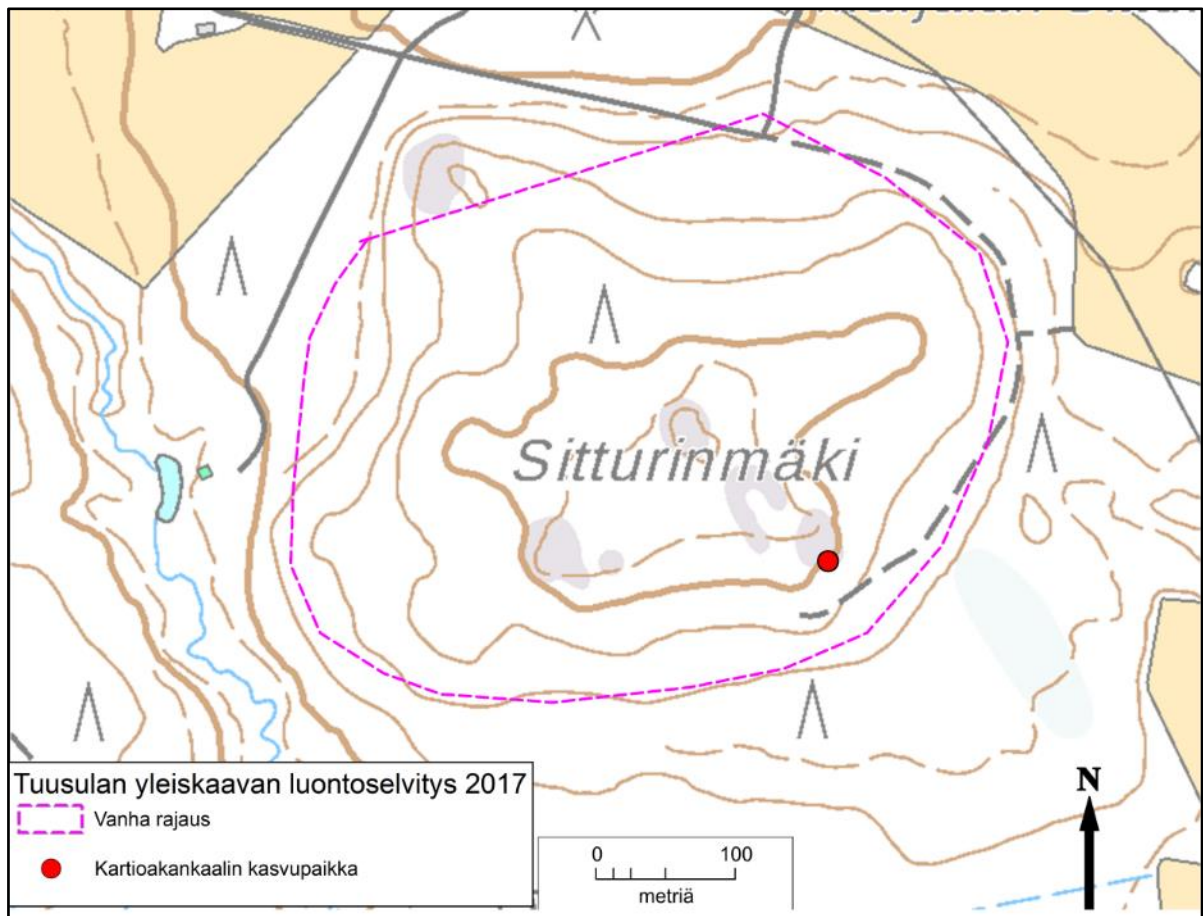 Sitturinmäki
Tuusulan yleiskaavan luontoselvitys 2017
Vanha rajaus
Kartioakankaalin kasvupaikka
0 100
metriä
N